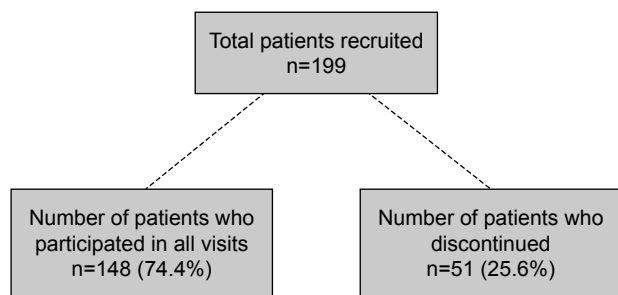 Total patients recruited
n=199
Number of patients who
participated in all visits
n=148 (74.4%)
Number of patients who
discontinued
n=51 (25.6%)